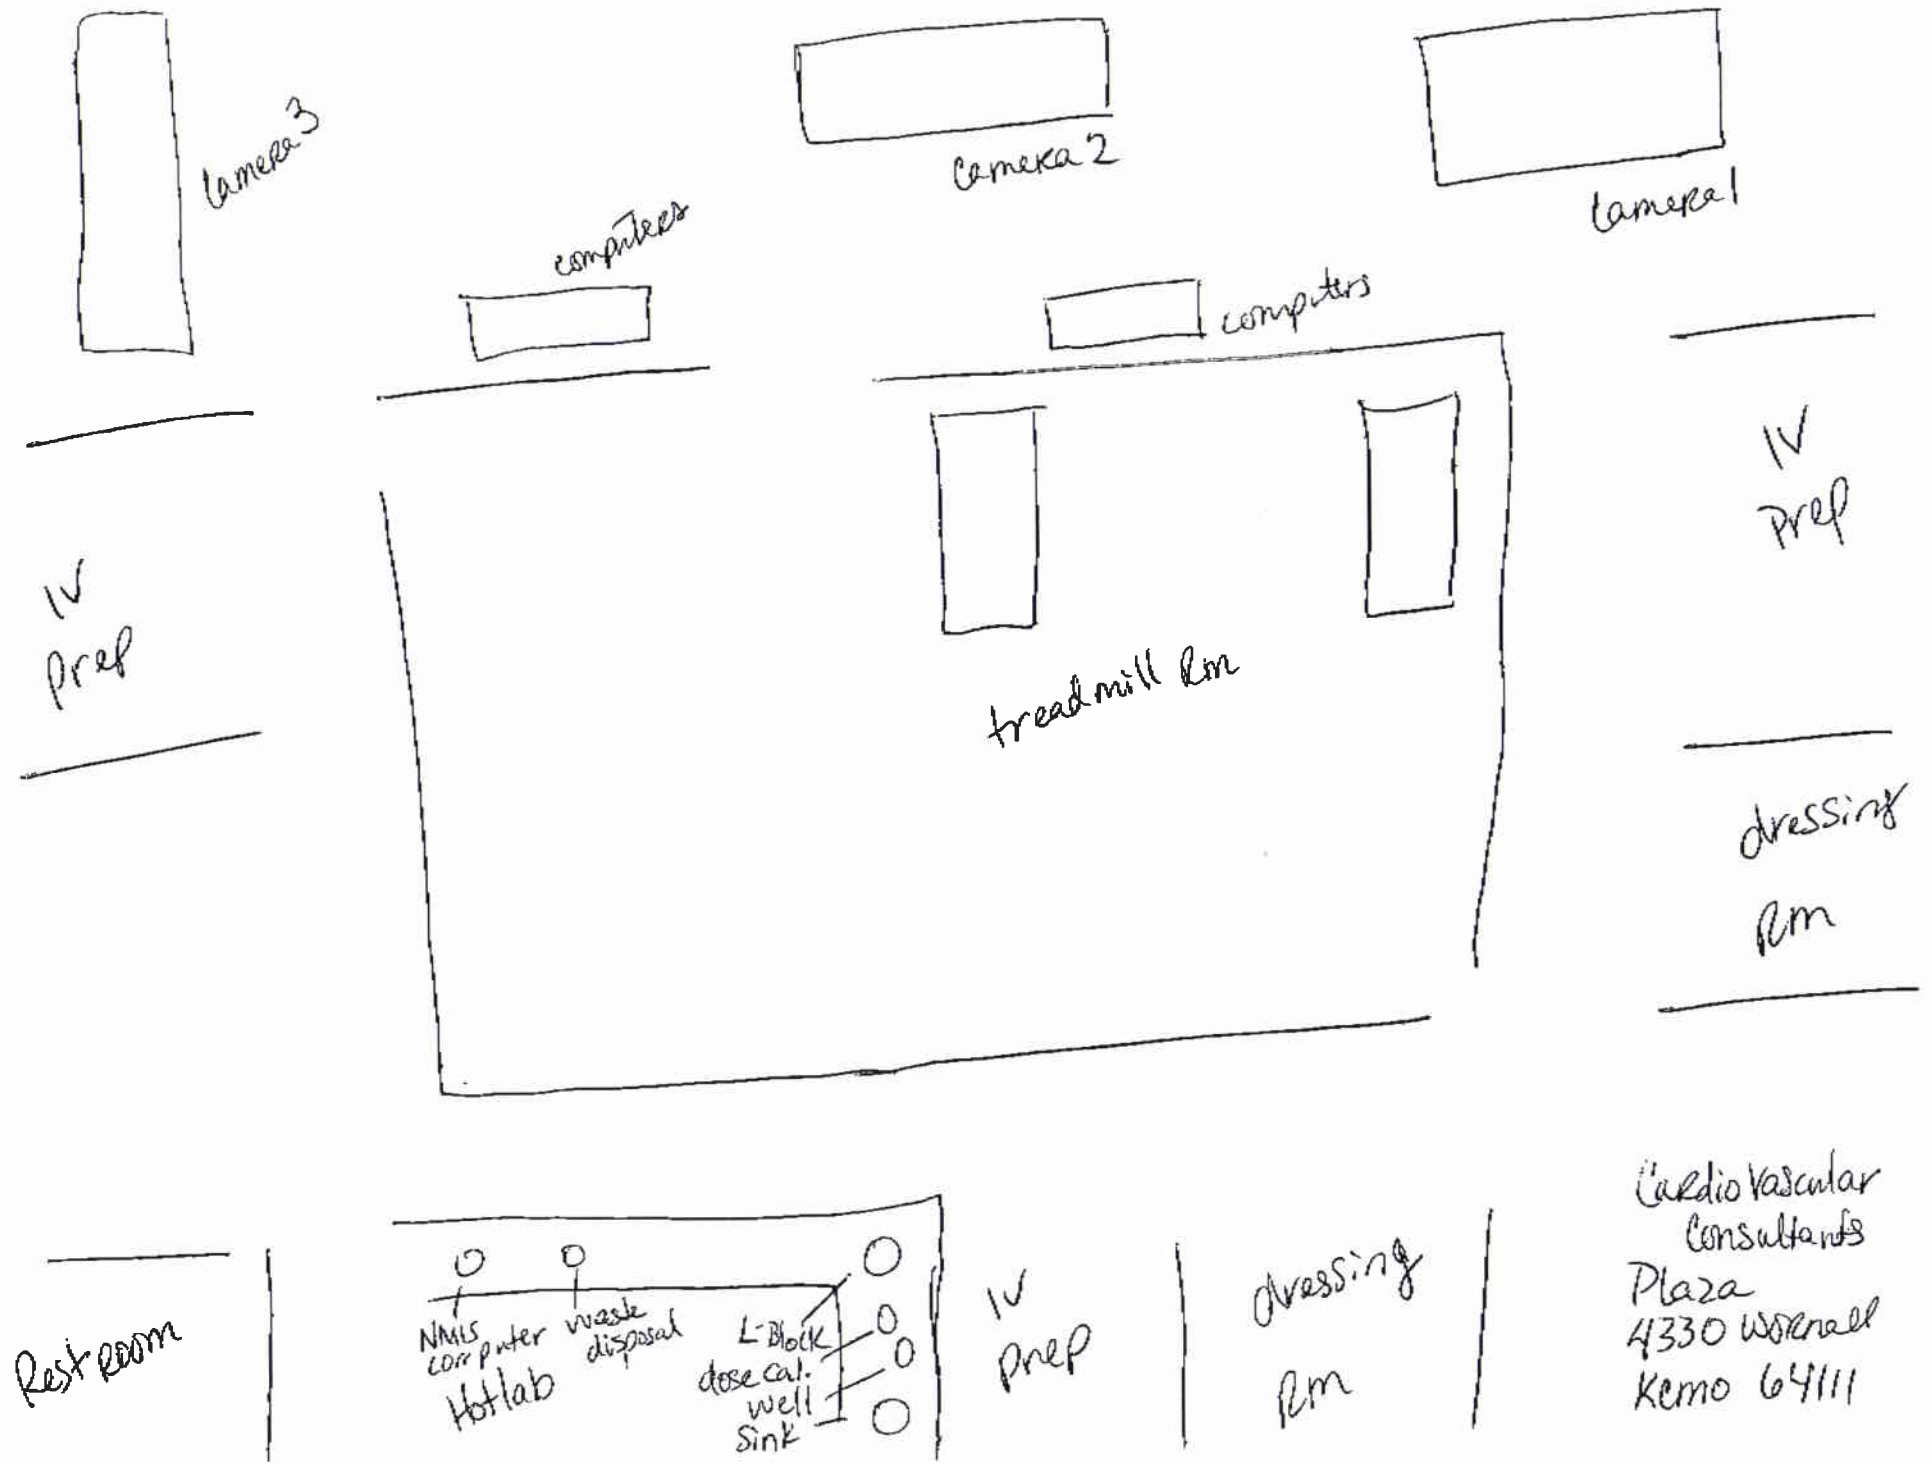 Camera 3
Camera 2
Camera 1
computers
computers
IV
Prep
IV
Prep
treadmill Rm
dressing
Rm
Restroom
NMIS
computer
waste
disposal
Hotlab
L-Block
dose cal.
well
Sink
IV
Prep
dressing
Rm
CardioVascular
Consultants
Plaza
4330 Wornall
Kcmo 64111